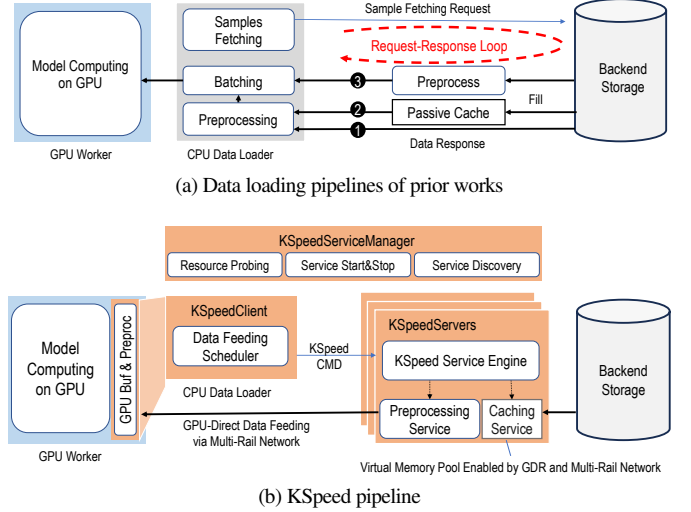 Samples
Fetching
Sample Fetching Request
Request-Response Loop
Model Computing
on GPU
Batching
3
Preprocess
Backend
Storage
Preprocessing
2
Passive Cache
Fill
1
Data Response
GPU Worker
CPU Data Loader
(a) Data loading pipelines of prior works
KSpeedServiceManager
Resource Probing
Service Start&Stop
Service Discovery
Model
Computing
on GPU
GPU Buf & Preproc
KSpeedClient
Data Feeding
Scheduler
CPU Data Loader
KSpeed
CMD
KSpeedServers
KSpeed Service Engine
Preprocessing
Service
Caching
Service
Backend
Storage
GPU-Direct Data Feeding
via Multi-Rail Network
GPU Worker
Virtual Memory Pool Enabled by GDR and Multi-Rail Network
(b) KSpeed pipeline